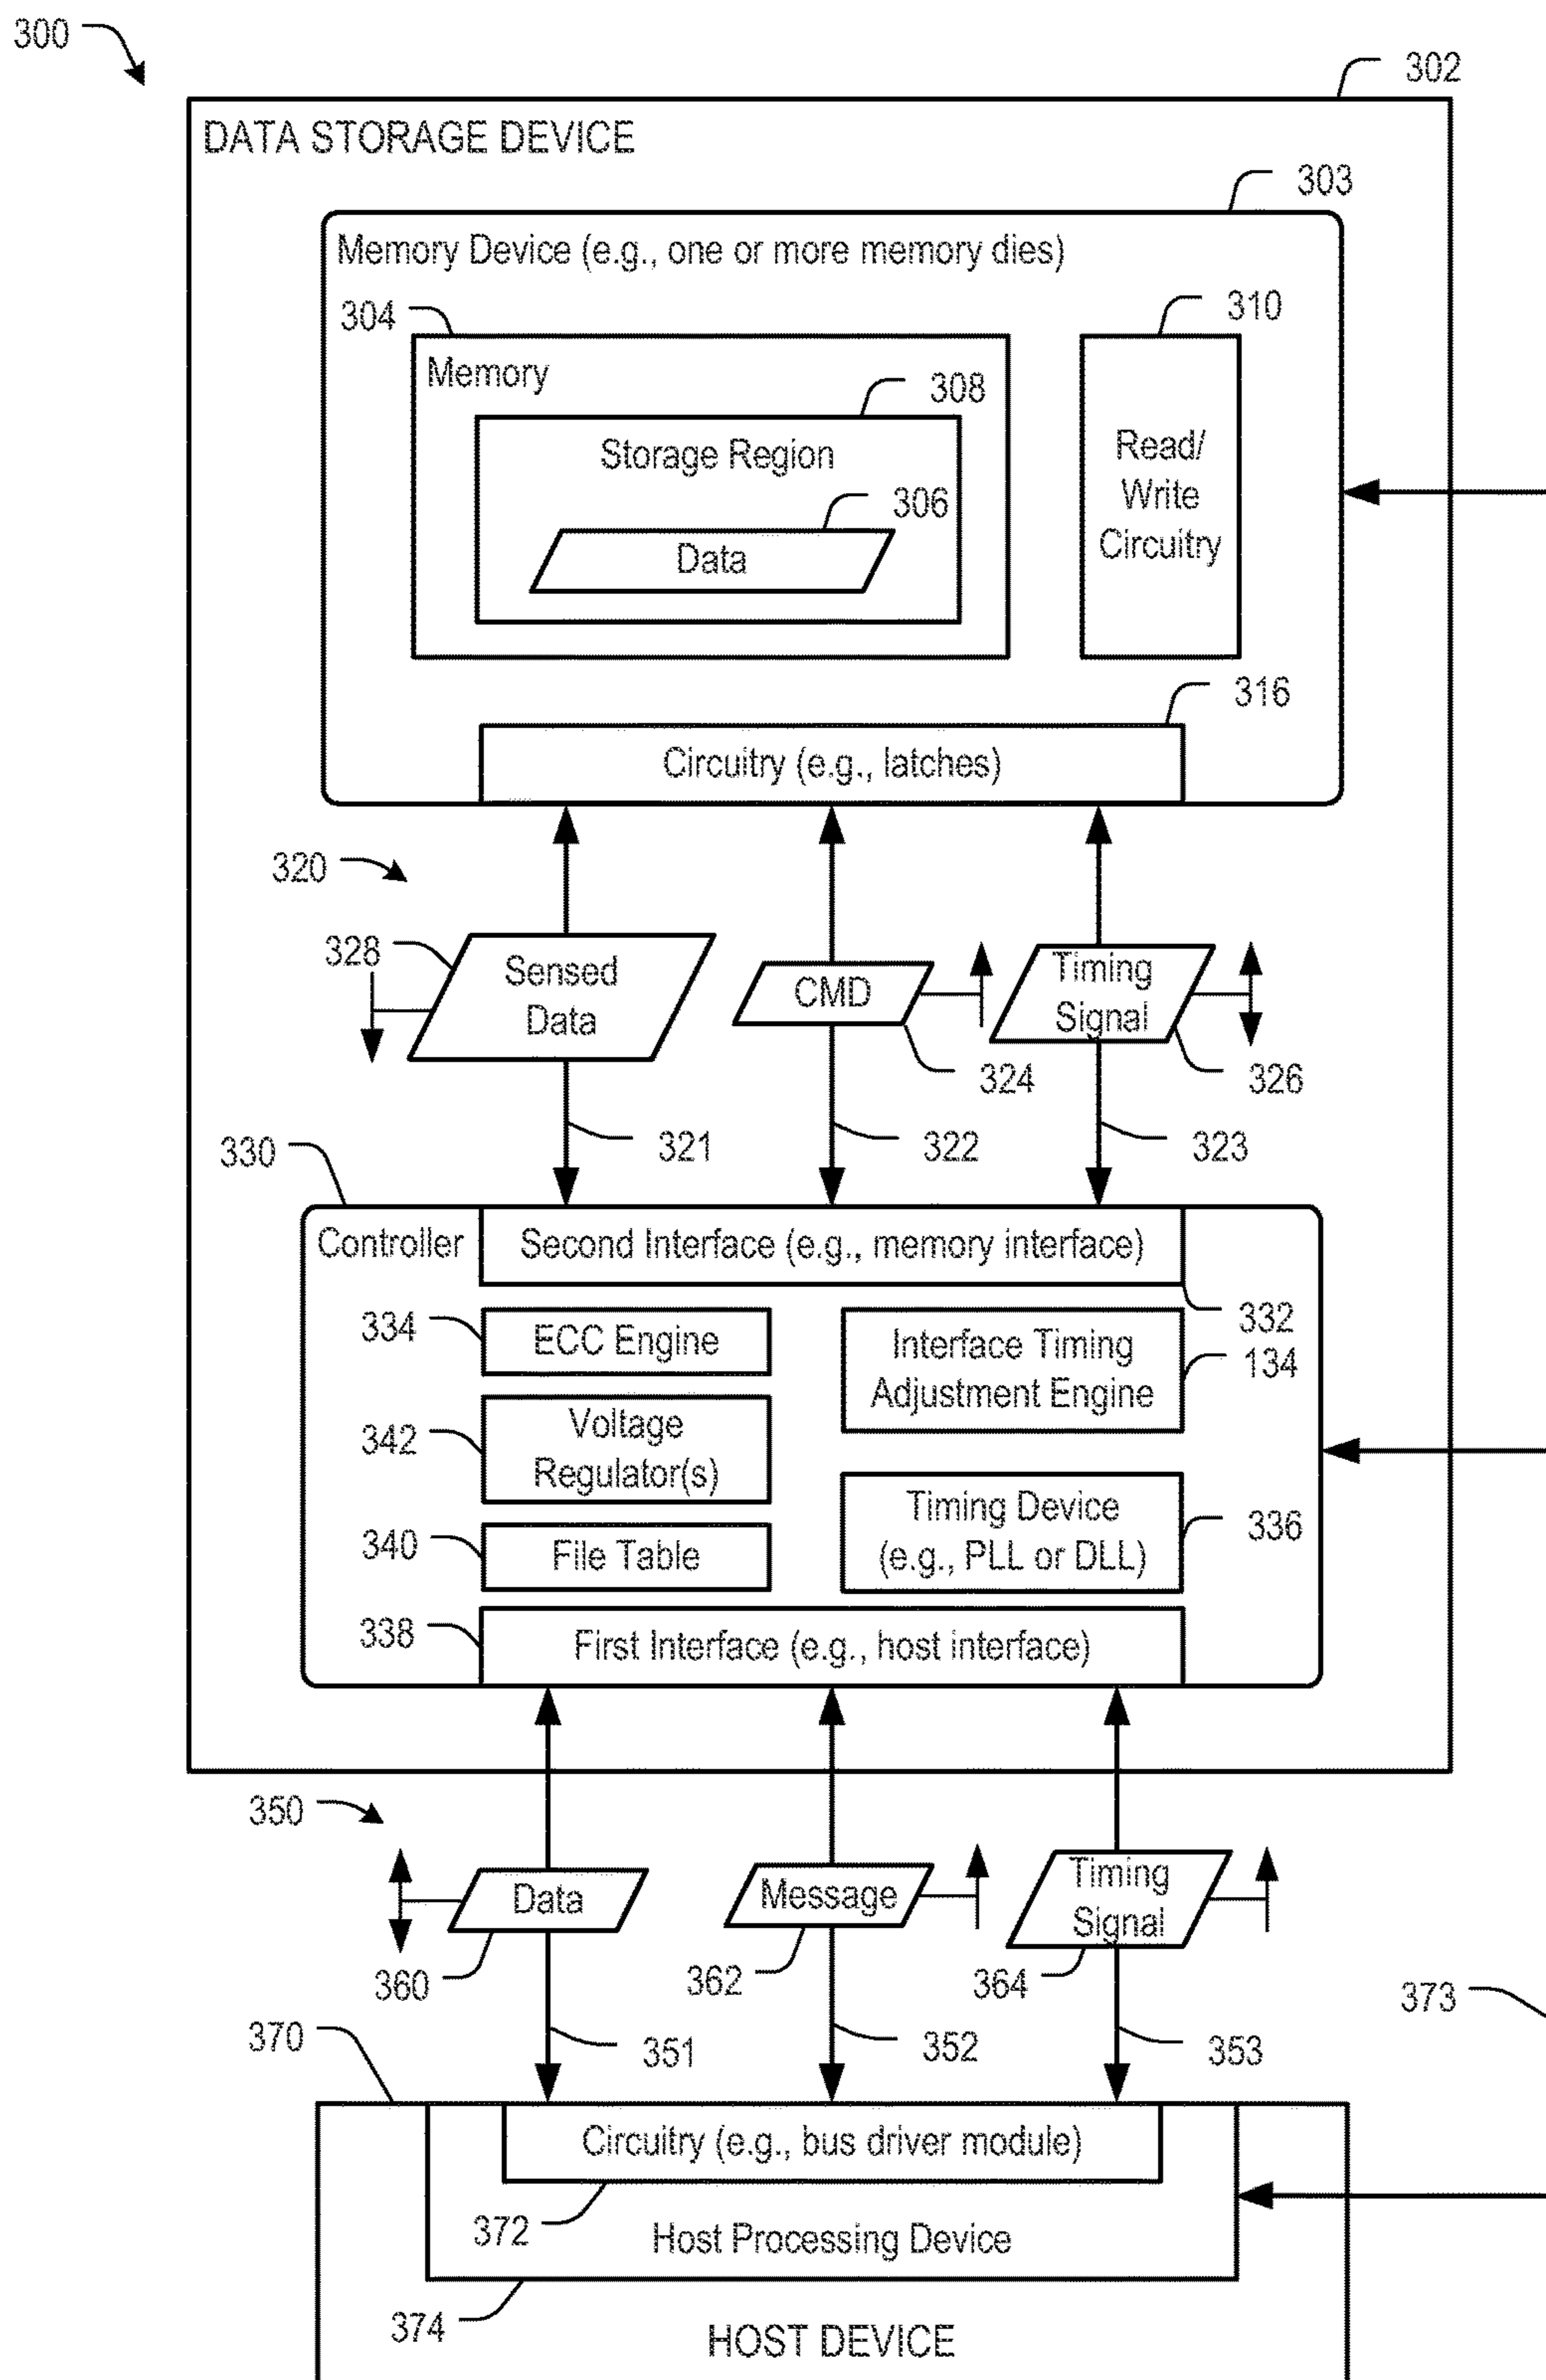 300
302
DATA STORAGE DEVICE
303
Memory Device (e.g., one or more memory dies)
304
310
Memory
308
Storage Region
306
Data
Read/
Write
Circuitry
316
Circuitry (e.g., latches)
320
328
Sensed
Data
CMD
Timing
Signal
324
326
321
322
323
330
Controller
Second Interface (e.g., memory interface)
332
334
ECC Engine
Interface Timing
Adjustment Engine
134
342
Voltage
Regulator(s)
Timing Device
(e.g., PLL or DLL)
336
340
File Table
338
First Interface (e.g., host interface)
350
Data
Message
Timing
Signal
360
362
364
373
370
351
352
353
Circuitry (e.g., bus driver module)
372
Host Processing Device
374
HOST DEVICE